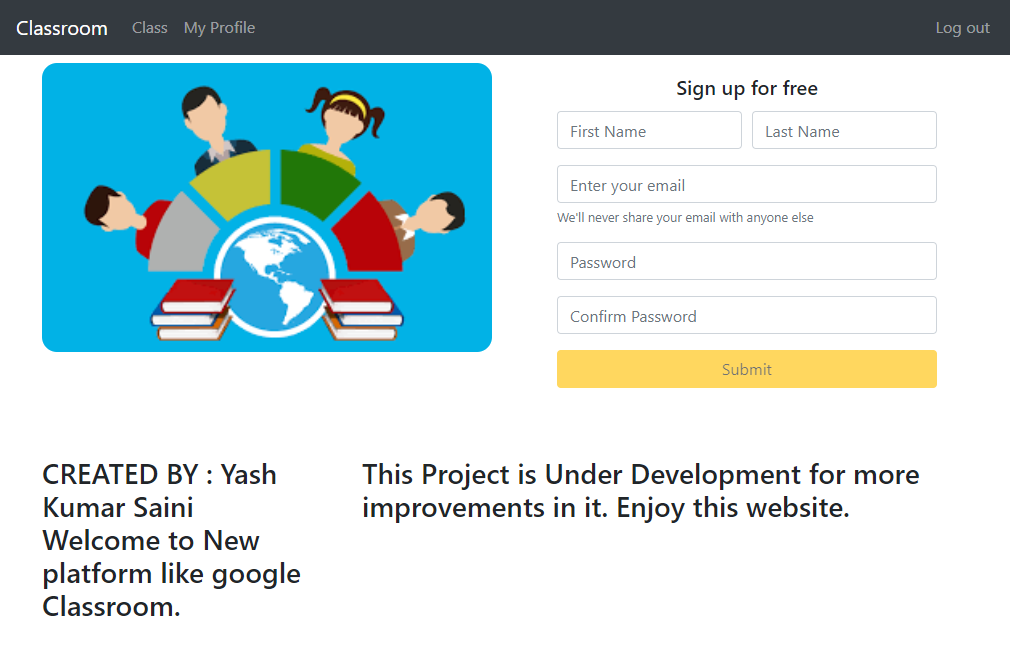 Classroom Class My Profile Log out
Sign up for free
First Name Last Name
Enter your email
We'll never share your email with anyone else
Password
Confirm Password
Submit
CREATED BY : Yash
Kumar Saini
Welcome to New
platform like google
Classroom.
This Project is Under Development for more
improvements in it. Enjoy this website.